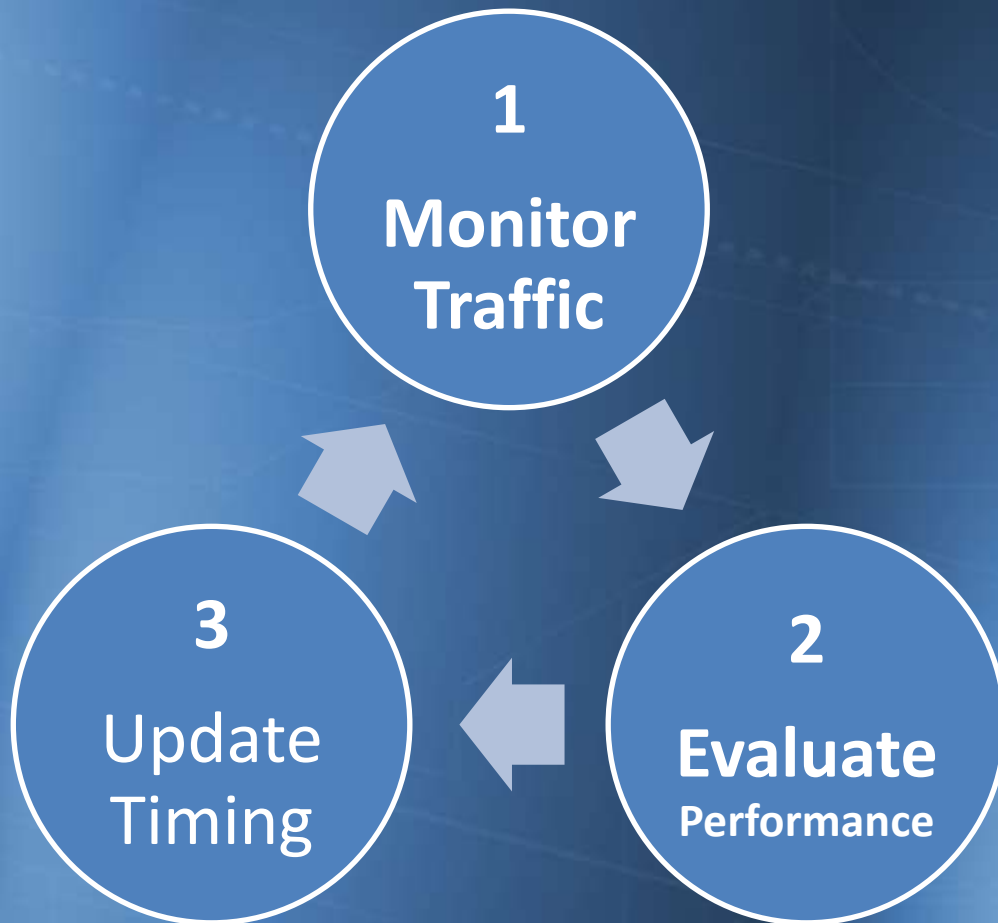 1
Monitor
Traffic
2
Evaluate
Performance
3
Update
Timing